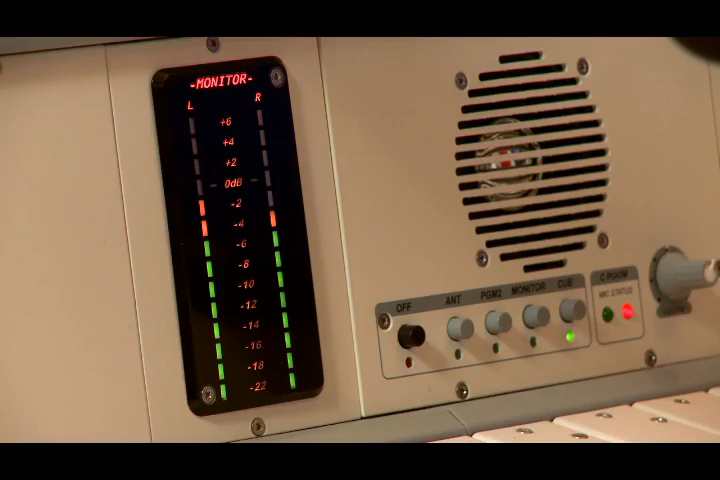 -MONITOR-
L R
+6
+4
+2
0dB
-2
-4
-6
-8
-10
-12
-14
-16
-18
-22
OFF ANT PGM2 MONITOR CUE
C-ROOM
MIC STATUS